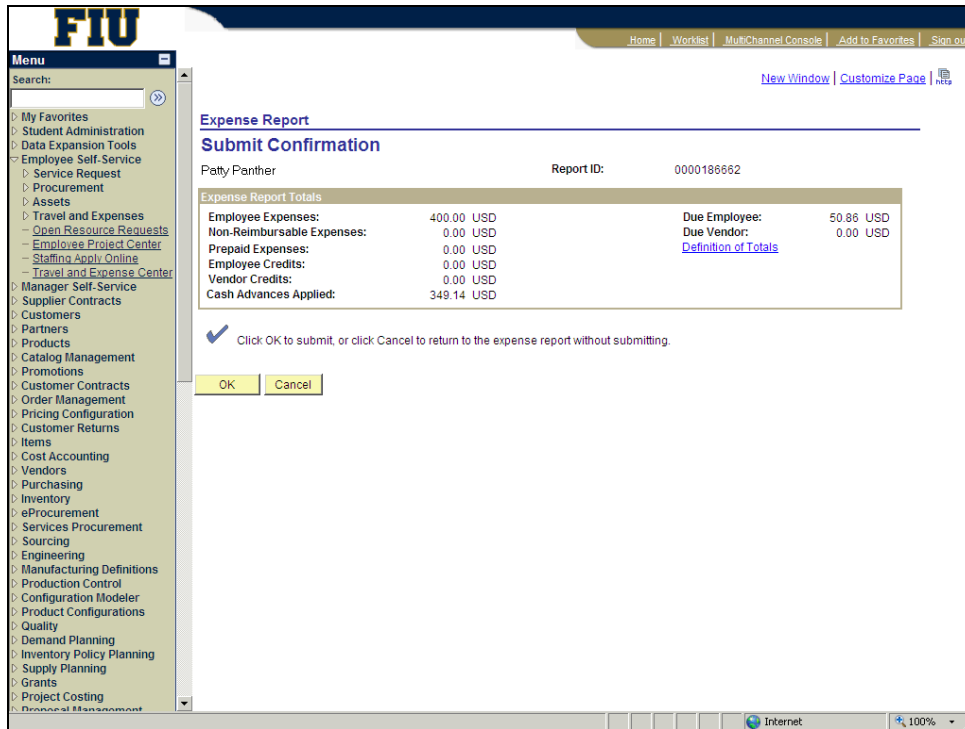 FIU
Home | Worklist | MultiChannel Console | Add to Favorites | Sign ou
Menu
Search:
New Window | Customize Page | http
My Favorites
Student Administration
Data Expansion Tools
Employee Self-Service
Service Request
Procurement
Assets
Travel and Expenses
– Open Resource Requests
– Employee Project Center
– Staffing Apply Online
– Travel and Expense Center
Manager Self-Service
Supplier Contracts
Customers
Partners
Products
Catalog Management
Promotions
Customer Contracts
Order Management
Pricing Configuration
Customer Returns
Items
Cost Accounting
Vendors
Purchasing
Inventory
eProcurement
Services Procurement
Sourcing
Engineering
Manufacturing Definitions
Production Control
Configuration Modeler
Product Configurations
Quality
Demand Planning
Inventory Policy Planning
Supply Planning
Grants
Project Costing
Proposal Management
Expense Report
Submit Confirmation
Patty Panther Report ID: 0000186662
Expense Report Totals
Employee Expenses: 400.00 USD Due Employee: 50.86 USD
Non-Reimbursable Expenses: 0.00 USD Due Vendor: 0.00 USD
Prepaid Expenses: 0.00 USD Definition of Totals
Employee Credits: 0.00 USD
Vendor Credits: 0.00 USD
Cash Advances Applied: 349.14 USD
Click OK to submit, or click Cancel to return to the expense report without submitting.
OK Cancel
Internet 100%